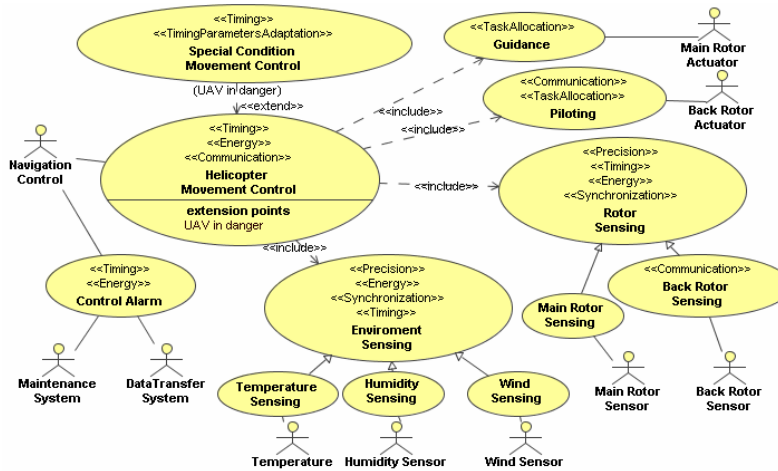 <<Timing>>
<<TimingParametersAdaptation>>
Special Condition
Movement Control
(UAV in danger)
<<extend>>
<<TaskAllocation>>
Guidance
Main Rotor
Actuator
<<include>>
<<Communication>>
<<TaskAllocation>>
Piloting
Back Rotor
Actuator
<<include>>
Navigation
Control
<<Timing>>
<<Energy>>
<<Communication>>
Helicopter
Movement Control
extension points
UAV in danger
<<include>>
<<Precision>>
<<Timing>>
<<Energy>>
<<Synchronization>>
Rotor
Sensing
<<include>>
<<Timing>>
<<Energy>>
Control Alarm
<<Precision>>
<<Energy>>
<<Synchronization>>
<<Timing>>
Enviroment
Sensing
Main Rotor
Sensing
<<Communication>>
Back Rotor
Sensing
Maintenance
System
DataTransfer
System
Temperature
Sensing
Humidity
Sensing
Wind
Sensing
Main Rotor
Sensor
Back Rotor
Sensor
Temperature
Humidity Sensor
Wind Sensor